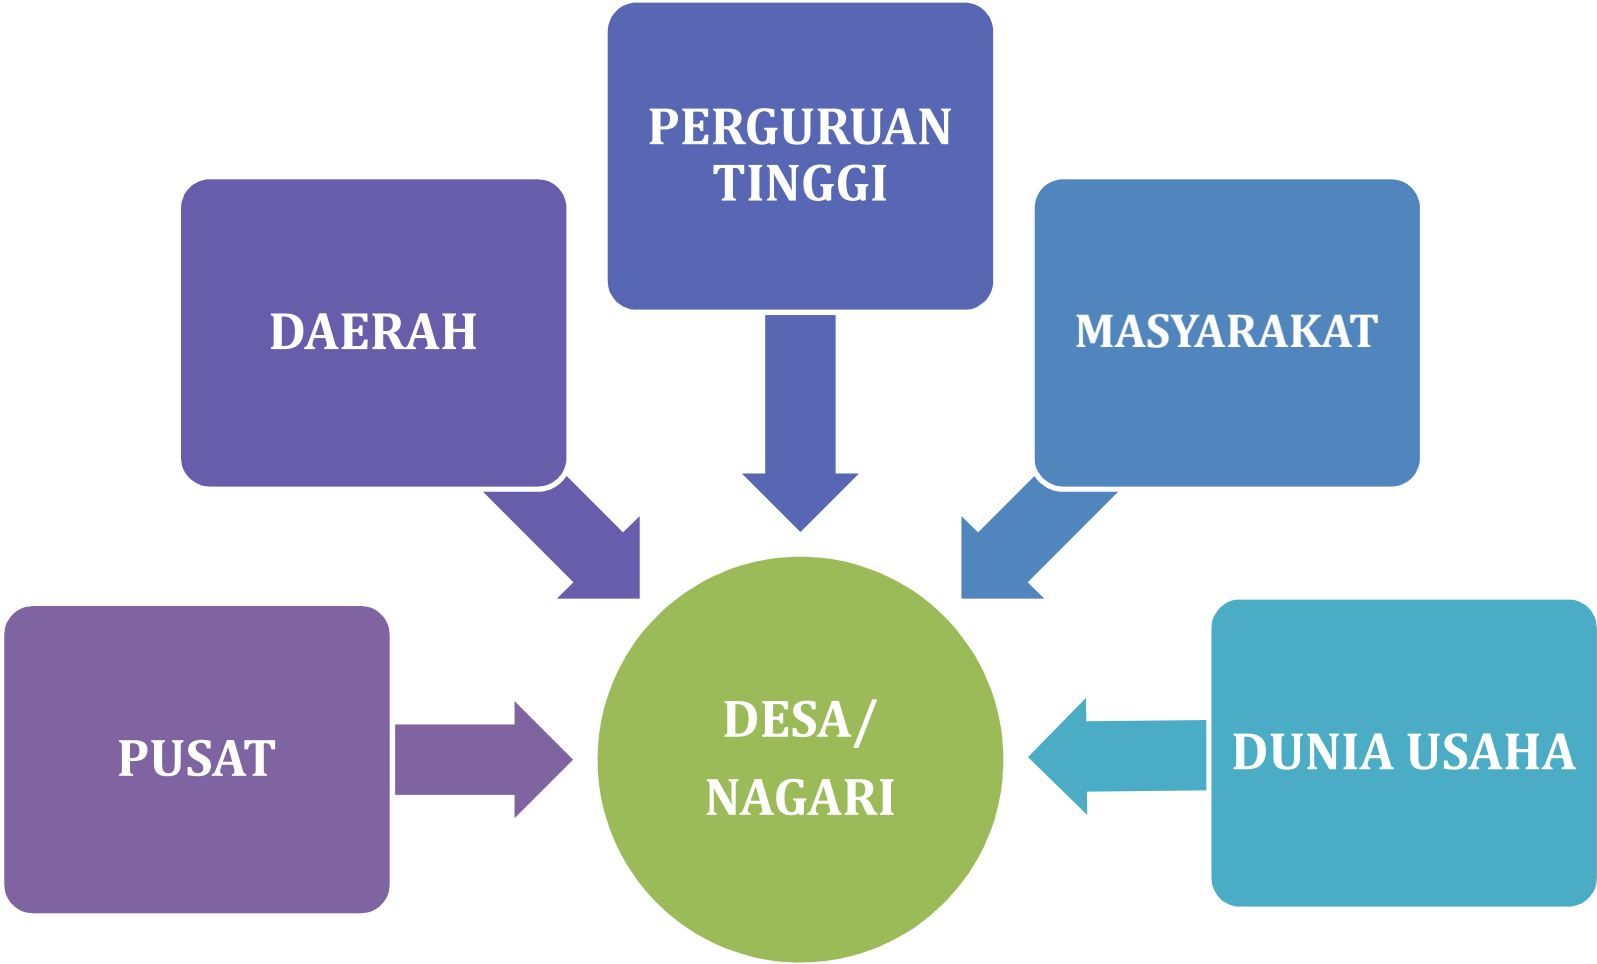 PERGURUAN
TINGGI
DAERAH
MASYARAKAT
PUSAT
DESA/
NAGARI
DUNIA USAHA